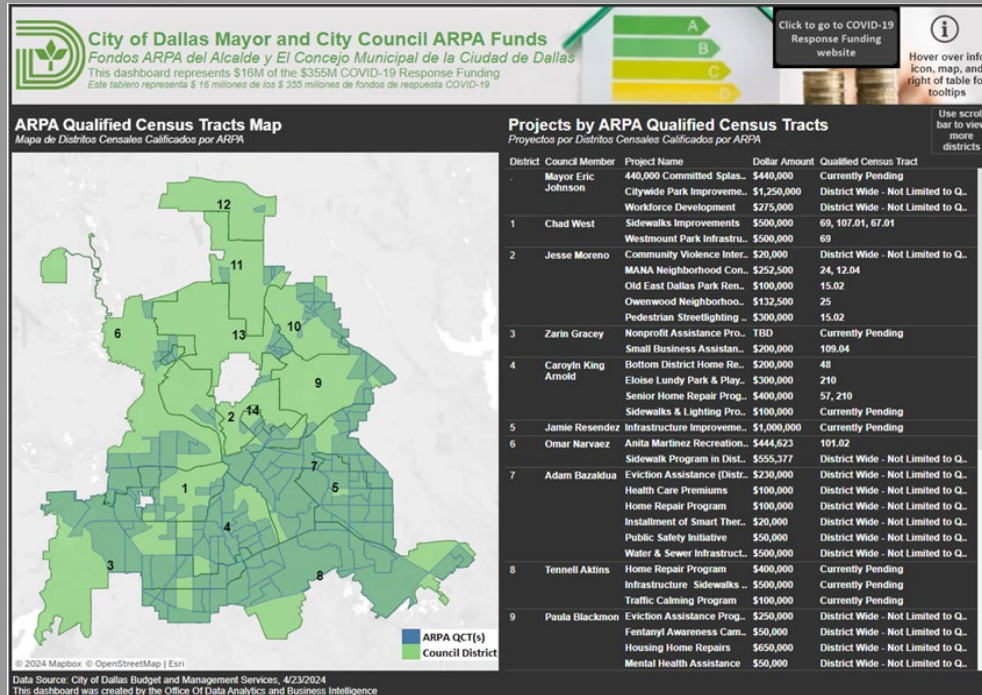 City of Dallas Mayor and City Council ARPA Funds
Fondos ARPA del Alcalde y El Concejo Municipal de la Ciudad de Dallas
This dashboard represents $16M of the $355M COVID-19 Response Funding
Este tablero representa $ 16 millones de los $ 355 millones de fondos de respuesta COVID-19
A
B
C
D
Click to go to COVID-19
Response Funding
website
Hover over info
icon, map, and
right of table fo
tooltips
ARPA Qualified Census Tracts Map
Mapa de Distritos Censales Calificados por ARPA
12
11
6
13
10
9
2
14
7
5
1
4
3
8
ARPA QCT(s)
Council District
© 2024 Mapbox © OpenStreetMap | Esri
Projects by ARPA Qualified Census Tracts
Proyectos por Distritos Censales Calificados por ARPA
Use scrol
bar to view
more
districts
District Council Member Project Name Dollar Amount Qualified Census Tract
. Mayor Eric Johnson 440,000 Committed Splas.. $440,000 Currently Pending
Citywide Park Improveme.. $1,250,000 District Wide - Not Limited to Q..
Workforce Development $275,000 District Wide - Not Limited to Q..
1 Chad West Sidewalks Improvements $500,000 69, 107.01, 67.01
Westmount Park Infrastru.. $500,000 69
2 Jesse Moreno Community Violence Inter.. $20,000 District Wide - Not Limited to Q..
MANA Neighborhood Con.. $252,500 24, 12.04
Old East Dallas Park Ren.. $100,000 15.02
Owenwood Neighborhoo.. $132,500 25
Pedestrian Streetlighting .. $300,000 15.02
3 Zarin Gracey Nonprofit Assistance Pro.. TBD Currently Pending
Small Business Assistan.. $200,000 109.04
4 Caroyln King Arnold Bottom District Home Re.. $200,000 48
Eloise Lundy Park & Play.. $300,000 210
Senior Home Repair Prog.. $400,000 57, 210
Sidewalks & Lighting Pro.. $100,000 Currently Pending
5 Jamie Resendez Infrastructure Improveme.. $1,000,000 Currently Pending
6 Omar Narvaez Anita Martinez Recreation.. $444,623 101.02
Sidewalk Program in Dist.. $555,377 District Wide - Not Limited to Q..
7 Adam Bazaldua Eviction Assistance (Distr.. $230,000 District Wide - Not Limited to Q..
Health Care Premiums $100,000 District Wide - Not Limited to Q..
Home Repair Program $100,000 District Wide - Not Limited to Q..
Installment of Smart Ther.. $20,000 District Wide - Not Limited to Q..
Public Safety Initiative $50,000 District Wide - Not Limited to Q..
Water & Sewer Infrastruct.. $500,000 District Wide - Not Limited to Q..
8 Tennell Aktins Home Repair Program $400,000 Currently Pending
Infrastructure Sidewalks .. $500,000 Currently Pending
Traffic Calming Program $100,000 Currently Pending
9 Paula Blackmon Eviction Assistance Prog.. $250,000 District Wide - Not Limited to Q..
Fentanyl Awareness Cam.. $50,000 District Wide - Not Limited to Q..
Housing Home Repairs $650,000 District Wide - Not Limited to Q..
Mental Health Assistance $50,000 District Wide - Not Limited to Q..
Data Source: City of Dallas Budget and Management Services, 4/23/2024
This dashboard was created by the Office Of Data Analytics and Business Intelligence